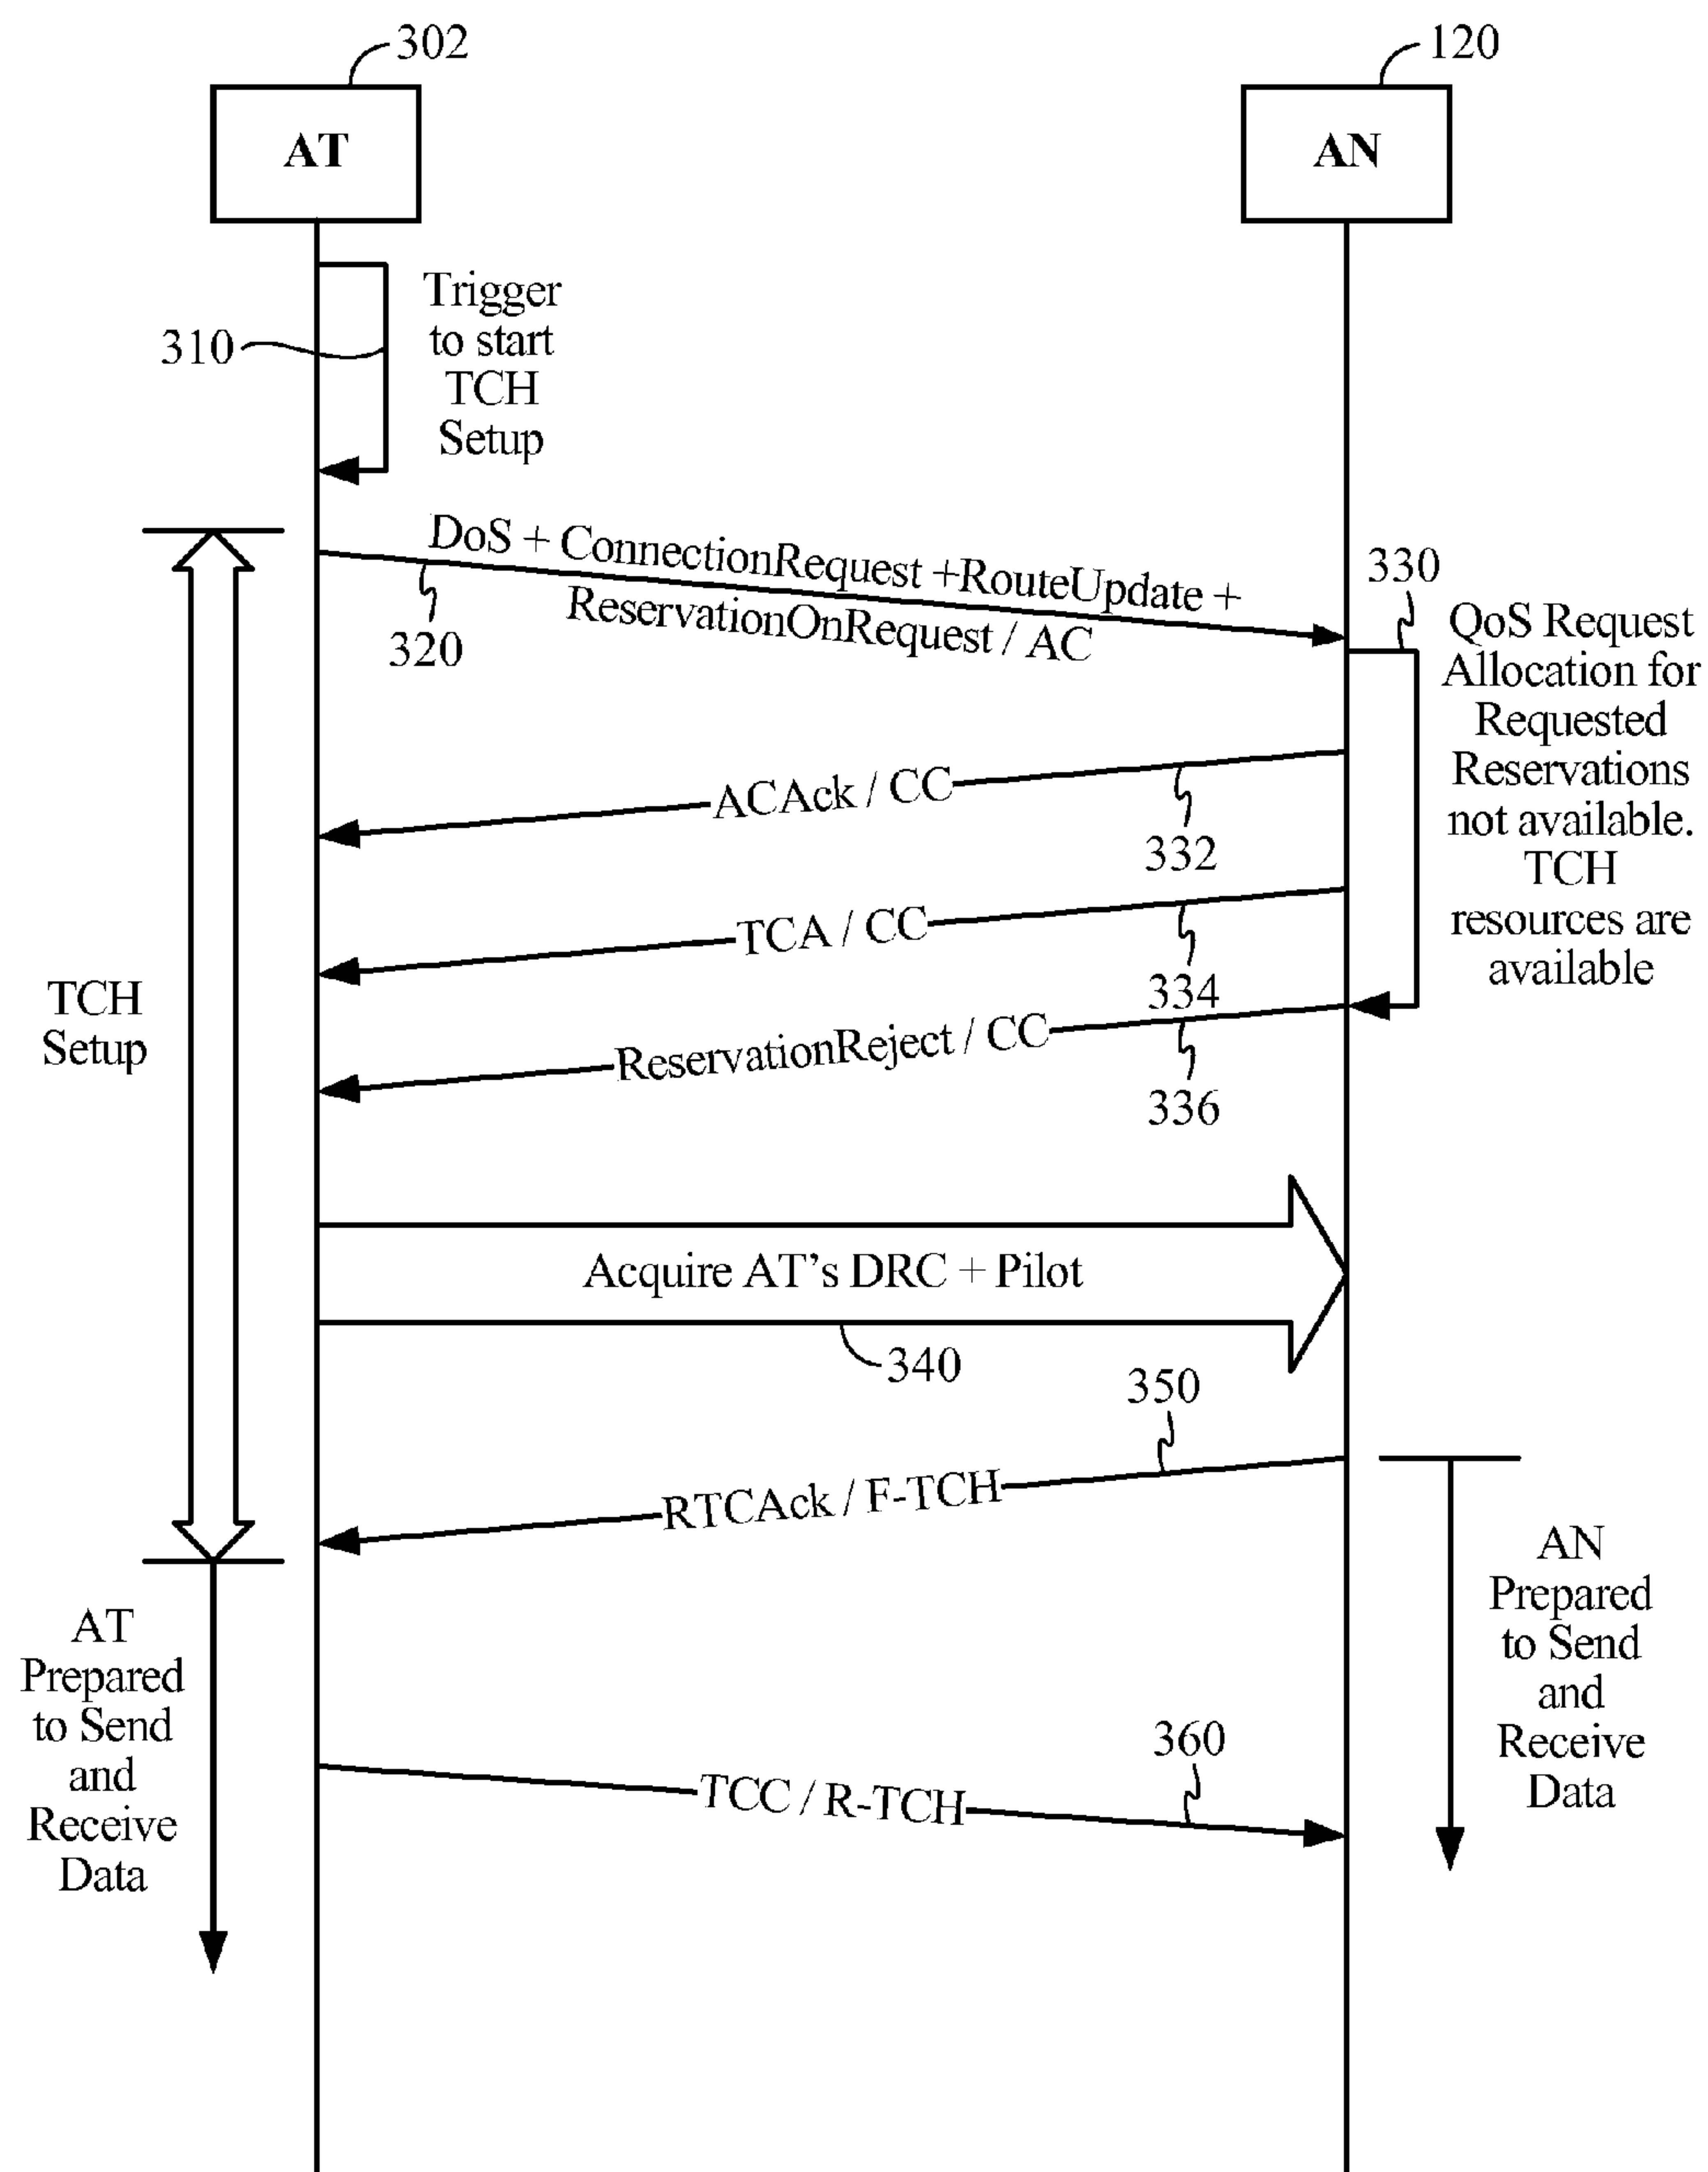 302
120
AT
AN
310
Trigger
to start
TCH
Setup
DoS + ConnectionRequest +RouteUpdate +
ReservationOnRequest / AC
320
330
QoS Request
Allocation for
Requested
Reservations
not available.
TCH
resources are
available
ACAck / CC
332
TCA / CC
334
ReservationReject / CC
336
TCH
Setup
Acquire AT's DRC + Pilot
340
350
RTCAck / F-TCH
AT
Prepared
to Send
and
Receive
Data
AN
Prepared
to Send
and
Receive
Data
360
TCC / R-TCH